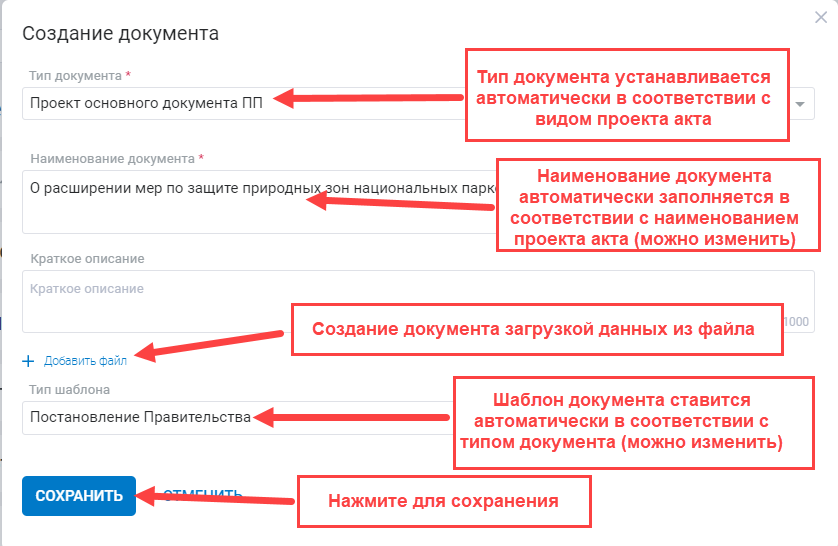 Создание документа
Тип документа *
Проект основного документа ПП
Тип документа устанавливается
автоматически в соответствии с
видом проекта акта
Наименование документа *
О расширении мер по защите природных зон национальных парко
Наименование документа
автоматически заполняется в
соответствии с наименованием
проекта акта (можно изменить)
Краткое описание
Краткое описание
1000
Создание документа загрузкой данных из файла
+ Добавить файл
Тип шаблона
Постановление Правительства
Шаблон документа ставится
автоматически в соответствии с
типом документа (можно изменить)
СОХРАНИТЬ
ОТМЕНИТЬ
Нажмите для сохранения